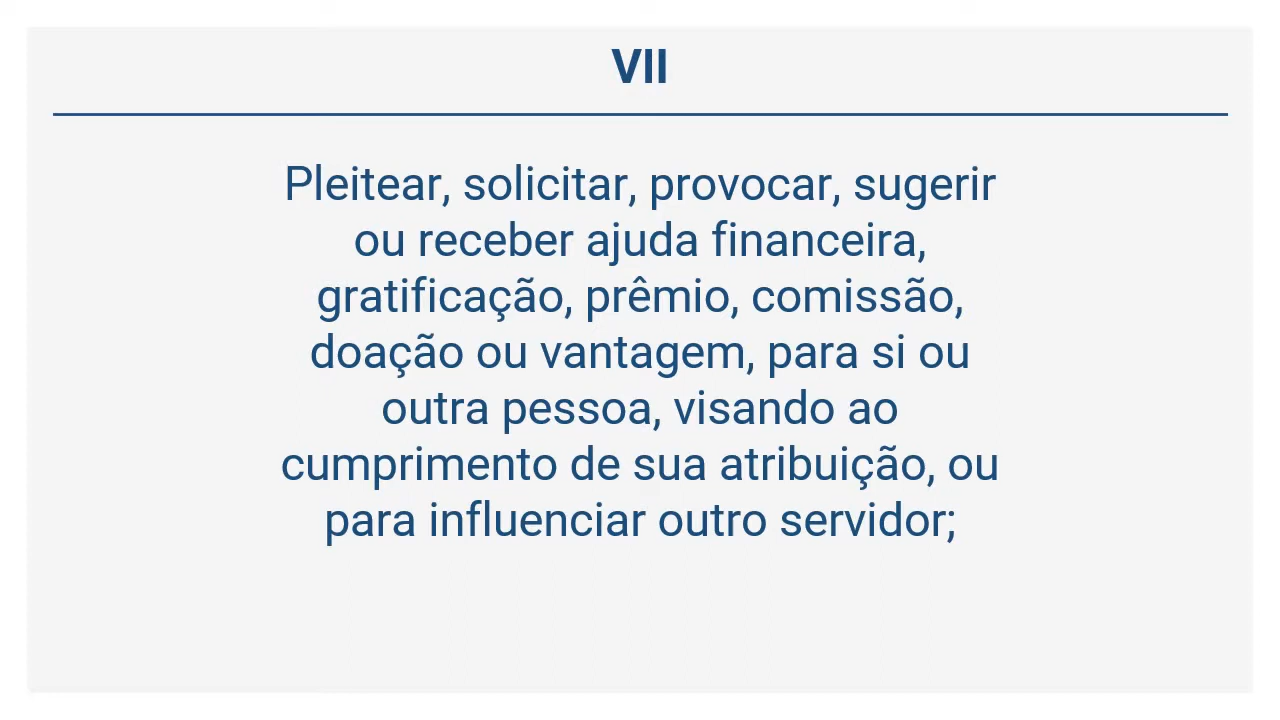 VII
Pleitear, solicitar, provocar, sugerir
ou receber ajuda financeira,
gratificação, prêmio, comissão,
doação ou vantagem, para si ou
outra pessoa, visando ao
cumprimento de sua atribuição, ou
para influenciar outro servidor;